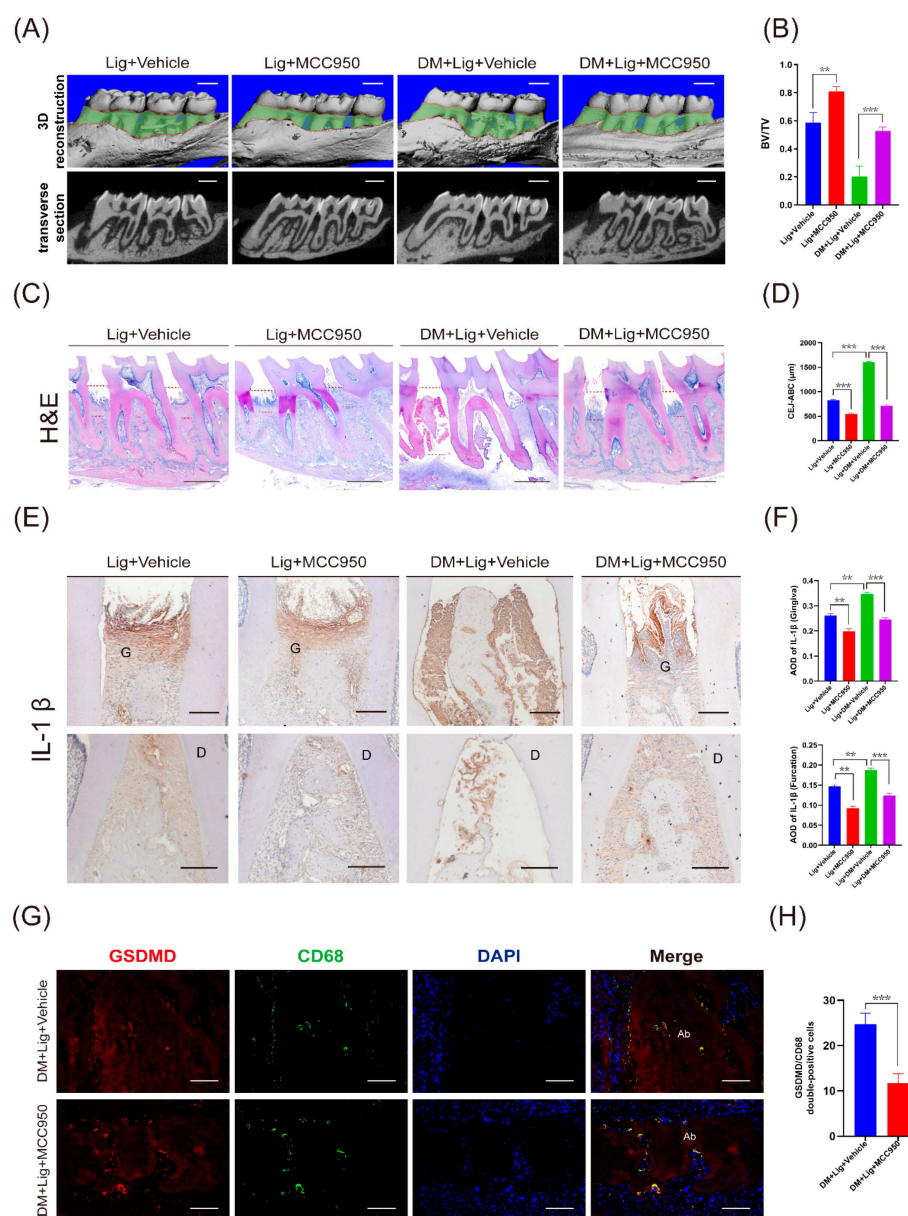 (A)
Lig+Vehicle
Lig+MCC950
DM+Lig+Vehicle
DM+Lig+MCC950
3D
reconstruction
transverse
section
(B)
BV/TV
0.0
0.2
0.4
0.6
0.8
1.0
**
***
Lig+Vehicle
Lig+MCC950
DM+Lig+Vehicle
DM+Lig+MCC950
(C)
Lig+Vehicle
Lig+MCC950
DM+Lig+Vehicle
DM+Lig+MCC950
H&E
(D)
CEJ-ABC (μm)
0
500
1000
1500
2000
***
***
***
Lig+Vehicle
Lig+MCC950
Lig+DM+Vehicle
Lig+DM+MCC950
(E)
Lig+Vehicle
Lig+MCC950
DM+Lig+Vehicle
DM+Lig+MCC950
IL-1 β
G
G
G
D
D
D
D
(F)
AOD of IL-1β (Gingiva)
0.0
0.1
0.2
0.3
0.4
**
***
**
Lig+Vehicle
Lig+MCC950
Lig+DM+Vehicle
Lig+DM+MCC950
AOD of IL-1β (Furcation)
0.00
0.05
0.10
0.15
0.20
**
***
**
Lig+Vehicle
Lig+MCC950
Lig+DM+Vehicle
Lig+DM+MCC950
(G)
GSDMD
CD68
DAPI
Merge
DM+Lig+Vehicle
Ab
DM+Lig+MCC950
Ab
(H)
GSDMD/CD68
double-positive cells
0
10
20
30
***
DM+Lig+Vehicle
DM+Lig+MCC950